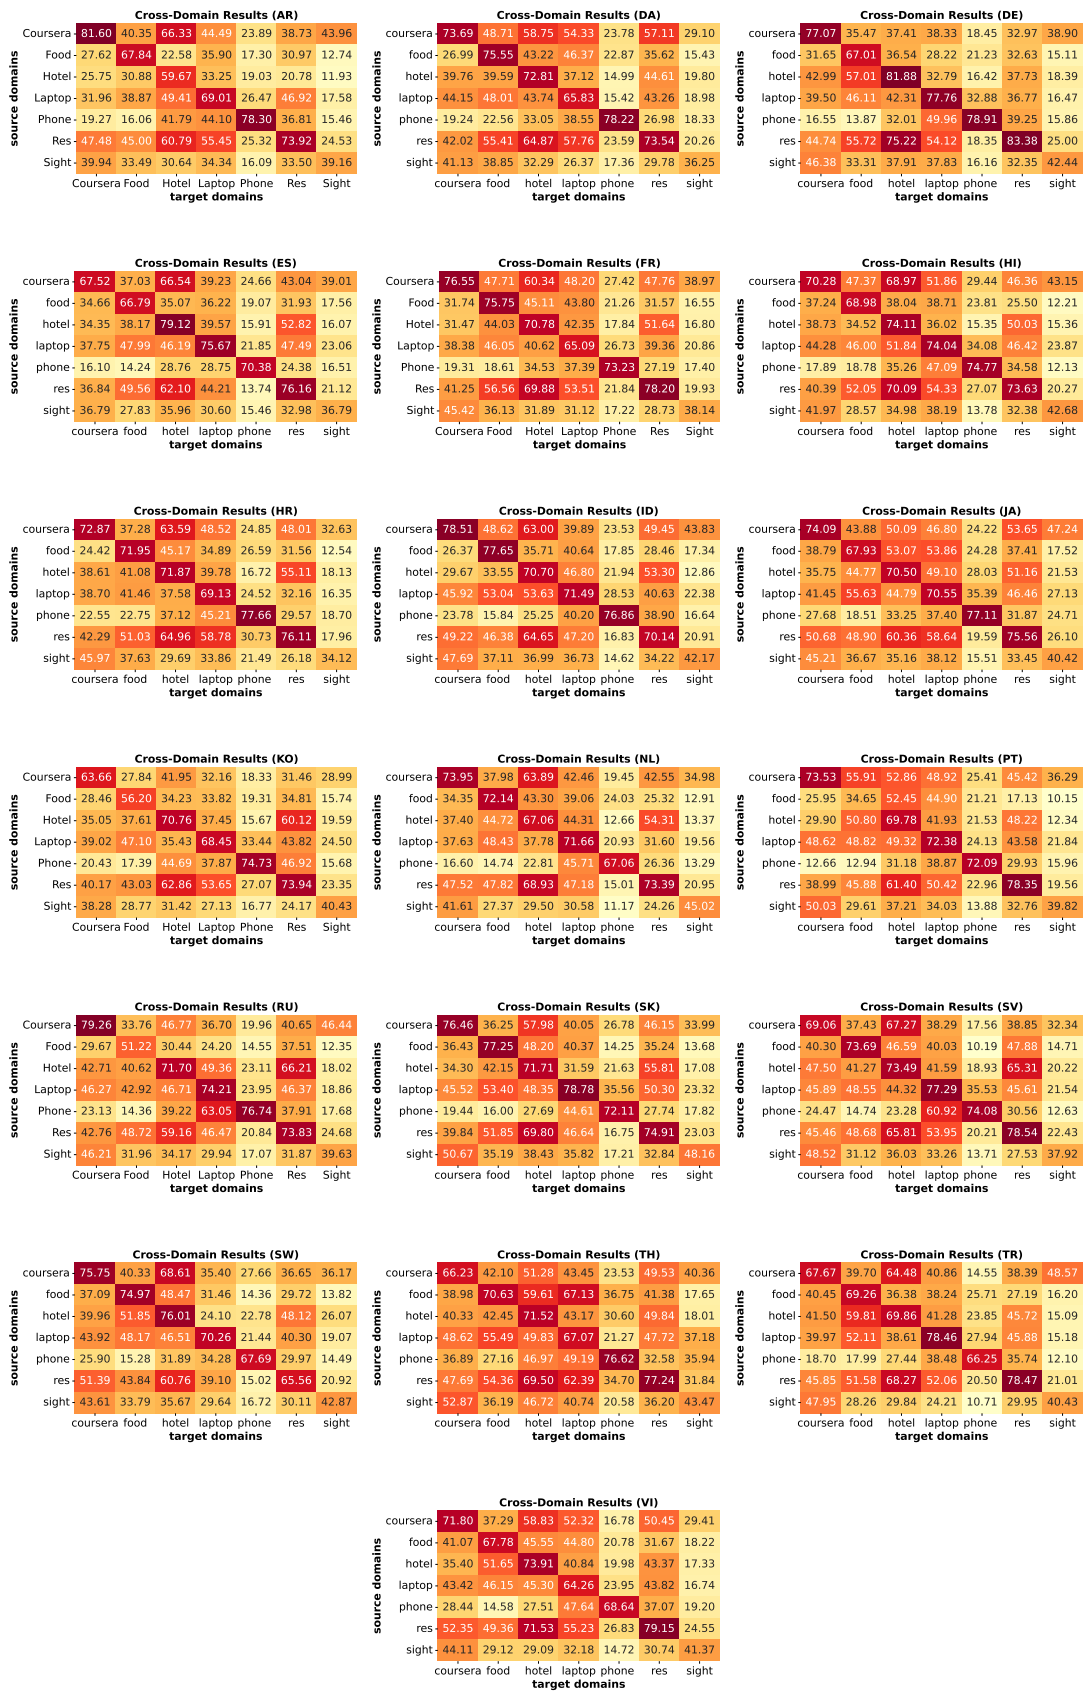 Cross-Domain Results (AR)
source domains
Coursera 81.60 40.35 66.33 44.49 23.89 38.73 43.96
Food 27.62 67.84 22.58 35.90 17.30 30.97 12.74
Hotel 25.75 30.88 59.67 33.25 19.03 20.78 11.93
Laptop 31.96 38.87 49.41 69.01 26.47 46.92 17.58
Phone 19.27 16.06 41.79 44.10 78.30 36.81 15.46
Res 47.48 45.00 60.79 55.45 25.32 73.92 24.53
Sight 39.94 33.49 30.64 34.34 16.09 33.50 39.16
Coursera Food Hotel Laptop Phone Res Sight
target domains
Cross-Domain Results (DA)
source domains
coursera 73.69 48.71 58.75 54.33 23.78 57.11 29.10
food 26.99 75.55 43.22 46.37 22.87 35.62 15.43
hotel 39.76 39.59 72.81 37.12 14.99 44.61 19.80
laptop 44.15 48.01 43.74 65.83 15.42 43.26 18.98
phone 19.24 22.56 33.05 38.55 78.22 26.98 18.33
res 42.02 55.41 64.87 57.76 23.59 73.54 20.26
sight 41.13 38.85 32.29 26.37 17.36 29.78 36.25
coursera food hotel laptop phone res sight
target domains
Cross-Domain Results (DE)
source domains
coursera 77.07 35.47 37.41 38.33 18.45 32.97 38.90
food 31.65 67.01 36.54 28.22 21.23 32.63 15.11
hotel 42.99 57.01 81.88 32.79 16.42 37.73 18.39
laptop 39.50 46.11 42.31 77.76 32.88 36.77 16.47
phone 16.55 13.87 32.01 49.96 78.91 39.25 15.86
res 44.74 55.72 75.22 54.12 18.35 83.38 25.00
sight 46.38 33.31 37.91 37.83 16.16 32.35 42.44
coursera food hotel laptop phone res sight
target domains
Cross-Domain Results (ES)
source domains
coursera 67.52 37.03 66.54 39.23 24.66 43.04 39.01
food 34.66 66.79 35.07 36.22 19.07 31.93 17.56
hotel 34.35 38.17 79.12 39.57 15.91 52.82 16.07
laptop 37.75 47.99 46.19 75.67 21.85 47.49 23.06
phone 16.10 14.24 28.76 28.75 70.38 24.38 16.51
res 36.84 49.56 62.10 44.21 13.74 76.16 21.12
sight 36.79 27.83 35.96 30.60 15.46 32.98 36.79
coursera food hotel laptop phone res sight
target domains
Cross-Domain Results (FR)
source domains
Coursera 76.55 47.71 60.34 48.20 27.42 47.76 38.97
Food 31.74 75.75 45.11 43.80 21.26 31.57 16.55
Hotel 31.47 44.03 70.78 42.35 17.84 51.64 16.80
Laptop 38.38 46.05 40.62 65.09 26.73 39.36 20.86
Phone 19.31 18.61 34.53 37.39 73.23 27.19 17.40
Res 41.25 56.56 69.88 53.51 21.84 78.20 19.93
Sight 45.42 36.13 31.89 31.12 17.22 28.73 38.14
Coursera Food Hotel Laptop Phone Res Sight
target domains
Cross-Domain Results (HI)
source domains
coursera 70.28 47.37 68.97 51.86 29.44 46.36 43.15
food 37.24 68.98 38.04 38.71 23.81 25.50 12.21
hotel 38.73 34.52 74.11 36.02 15.35 50.03 15.36
laptop 44.28 46.00 51.84 74.04 34.08 46.42 23.87
phone 17.89 18.78 35.26 47.09 74.77 34.58 12.13
res 40.39 52.05 70.09 54.33 27.07 73.63 20.27
sight 41.97 28.57 34.98 38.19 13.78 32.38 42.68
coursera food hotel laptop phone res sight
target domains
Cross-Domain Results (HR)
source domains
coursera 72.87 37.28 63.59 48.52 24.85 48.01 32.63
food 24.42 71.95 45.17 34.89 26.59 31.56 12.54
hotel 38.61 41.08 71.87 39.78 16.72 55.11 18.13
laptop 38.70 41.46 37.58 69.13 24.52 32.16 16.35
phone 22.55 22.75 37.12 45.21 77.66 29.57 18.70
res 42.29 51.03 64.96 58.78 30.73 76.11 17.96
sight 45.97 37.63 29.69 33.86 21.49 26.18 34.12
coursera food hotel laptop phone res sight
target domains
Cross-Domain Results (ID)
source domains
coursera 78.51 48.62 63.00 39.89 23.53 49.45 43.83
food 26.37 77.65 35.71 40.64 17.85 28.46 17.34
hotel 29.67 33.55 70.70 46.80 21.94 53.30 12.86
laptop 45.92 53.04 53.63 71.49 28.53 40.63 22.38
phone 23.78 15.84 25.25 40.20 76.86 38.90 16.64
res 49.22 46.38 64.65 47.20 16.83 70.14 20.91
sight 47.69 37.11 36.99 36.73 14.62 34.22 42.17
coursera food hotel laptop phone res sight
target domains
Cross-Domain Results (JA)
source domains
coursera 74.09 43.88 50.09 46.80 24.22 53.65 47.24
food 38.79 67.93 53.07 53.86 24.28 37.41 17.52
hotel 35.75 44.77 70.50 49.10 28.03 51.16 21.53
laptop 41.45 55.63 44.79 70.55 35.39 46.46 27.13
phone 27.68 18.51 33.25 37.40 77.11 31.87 24.71
res 50.68 48.90 60.36 58.64 19.59 75.56 26.10
sight 45.21 36.67 35.16 38.12 15.51 33.45 40.42
coursera food hotel laptop phone res sight
target domains
Cross-Domain Results (KO)
source domains
Coursera 63.66 27.84 41.95 32.16 18.33 31.46 28.99
Food 28.46 56.20 34.23 33.82 19.31 34.81 15.74
Hotel 35.05 37.61 70.76 37.45 15.67 60.12 19.59
Laptop 39.02 47.10 35.43 68.45 33.44 43.82 24.50
Phone 20.43 17.39 44.69 37.87 74.73 46.92 15.68
Res 40.17 43.03 62.86 53.65 27.07 73.94 23.35
Sight 38.28 28.77 31.42 27.13 16.77 24.17 40.43
Coursera Food Hotel Laptop Phone Res Sight
target domains
Cross-Domain Results (NL)
source domains
coursera 73.95 37.98 63.89 42.46 19.45 42.55 34.98
food 34.35 72.14 43.30 39.06 24.03 25.32 12.91
hotel 37.40 44.72 67.06 44.31 12.66 54.31 13.37
laptop 37.63 48.43 37.78 71.66 20.93 31.60 19.56
phone 16.60 14.74 22.81 45.71 67.06 26.36 13.29
res 47.52 47.82 68.93 47.18 15.01 73.39 20.95
sight 41.61 27.37 29.50 30.58 11.17 24.26 45.02
coursera food hotel laptop phone res sight
target domains
Cross-Domain Results (PT)
source domains
coursera 73.53 55.91 52.86 48.92 25.41 45.42 36.29
food 25.95 34.65 52.45 44.90 21.21 17.13 10.15
hotel 29.90 50.80 69.78 41.93 21.53 48.22 12.34
laptop 48.62 48.82 49.32 72.38 24.13 43.58 21.84
phone 12.66 12.94 31.18 38.87 72.09 29.93 15.96
res 38.99 45.88 61.40 50.42 22.96 78.35 19.56
sight 50.03 29.61 37.21 34.03 13.88 32.76 39.82
coursera food hotel laptop phone res sight
target domains
Cross-Domain Results (RU)
source domains
Coursera 79.26 33.76 46.77 36.70 19.96 40.65 46.44
Food 29.67 51.22 30.44 24.20 14.55 37.51 12.35
Hotel 42.71 40.62 71.70 49.36 23.11 66.21 18.02
Laptop 46.27 42.92 46.71 74.21 23.95 46.37 18.86
Phone 23.13 14.36 39.22 63.05 76.74 37.91 17.68
Res 42.76 48.72 59.16 46.47 20.84 73.83 24.68
Sight 46.21 31.96 34.17 29.94 17.07 31.87 39.63
Coursera Food Hotel Laptop Phone Res Sight
target domains
Cross-Domain Results (SK)
source domains
coursera 76.46 36.25 57.98 40.05 26.78 46.15 33.99
food 36.43 77.25 48.20 40.37 14.25 35.24 13.68
hotel 34.30 42.15 71.71 31.59 21.63 55.81 17.08
laptop 45.52 53.40 48.35 78.78 35.56 50.30 23.32
phone 19.44 16.00 27.69 44.61 72.11 27.74 17.82
res 39.84 51.85 69.80 46.64 16.75 74.91 23.03
sight 50.67 35.19 38.43 35.82 17.21 32.84 48.16
coursera food hotel laptop phone res sight
target domains
Cross-Domain Results (SV)
source domains
coursera 69.06 37.43 67.27 38.29 17.56 38.85 32.34
food 40.30 73.69 46.59 40.03 10.19 47.88 14.71
hotel 47.50 41.27 73.49 41.59 18.93 65.31 20.22
laptop 45.89 48.55 44.32 77.29 35.53 45.61 21.54
phone 24.47 14.74 23.28 60.92 74.08 30.56 12.63
res 45.46 48.68 65.81 53.95 20.21 78.54 22.43
sight 48.52 31.12 36.03 33.26 13.71 27.53 37.92
coursera food hotel laptop phone res sight
target domains
Cross-Domain Results (SW)
source domains
coursera 75.75 40.33 68.61 35.40 27.66 36.65 36.17
food 37.09 74.97 48.47 31.46 14.36 29.72 13.82
hotel 39.96 51.85 76.01 24.10 22.78 48.12 26.07
laptop 43.92 48.17 46.51 70.26 21.44 40.30 19.07
phone 25.90 15.28 31.89 34.28 67.69 29.97 14.49
res 51.39 43.84 60.76 39.10 15.02 65.56 20.92
sight 43.61 33.79 35.67 29.64 16.72 30.11 42.87
coursera food hotel laptop phone res sight
target domains
Cross-Domain Results (TH)
source domains
coursera 66.23 42.10 51.28 43.45 23.53 49.53 40.36
food 38.98 70.63 59.61 67.13 36.75 41.38 17.65
hotel 40.33 42.45 71.52 43.17 30.60 49.84 18.01
laptop 48.62 55.49 49.83 67.07 21.27 47.72 37.18
phone 36.89 27.16 46.97 49.19 76.62 32.58 35.94
res 47.69 54.36 69.50 62.39 34.70 77.24 31.84
sight 52.87 36.19 46.72 40.74 20.58 36.20 43.47
coursera food hotel laptop phone res sight
target domains
Cross-Domain Results (TR)
source domains
coursera 67.67 39.70 64.48 40.86 14.55 38.39 48.57
food 40.45 69.26 36.38 38.24 25.71 27.19 16.20
hotel 41.50 59.81 69.86 41.28 23.85 45.72 15.09
laptop 39.97 52.11 38.61 78.46 27.94 45.88 15.18
phone 18.70 17.99 27.44 38.48 66.25 35.74 12.10
res 45.85 51.58 68.27 52.06 20.50 78.47 21.01
sight 47.95 28.26 29.84 24.21 10.71 29.95 40.43
coursera food hotel laptop phone res sight
target domains
Cross-Domain Results (VI)
source domains
coursera 71.80 37.29 58.83 52.32 16.78 50.45 29.41
food 41.07 67.78 45.55 44.80 20.78 31.67 18.22
hotel 35.40 51.65 73.91 40.84 19.98 43.37 17.33
laptop 43.42 46.15 45.30 64.26 23.95 43.82 16.74
phone 28.44 14.58 27.51 47.64 68.64 37.07 19.20
res 52.35 49.36 71.53 55.23 26.83 79.15 24.55
sight 44.11 29.12 29.09 32.18 14.72 30.74 41.37
coursera food hotel laptop phone res sight
target domains